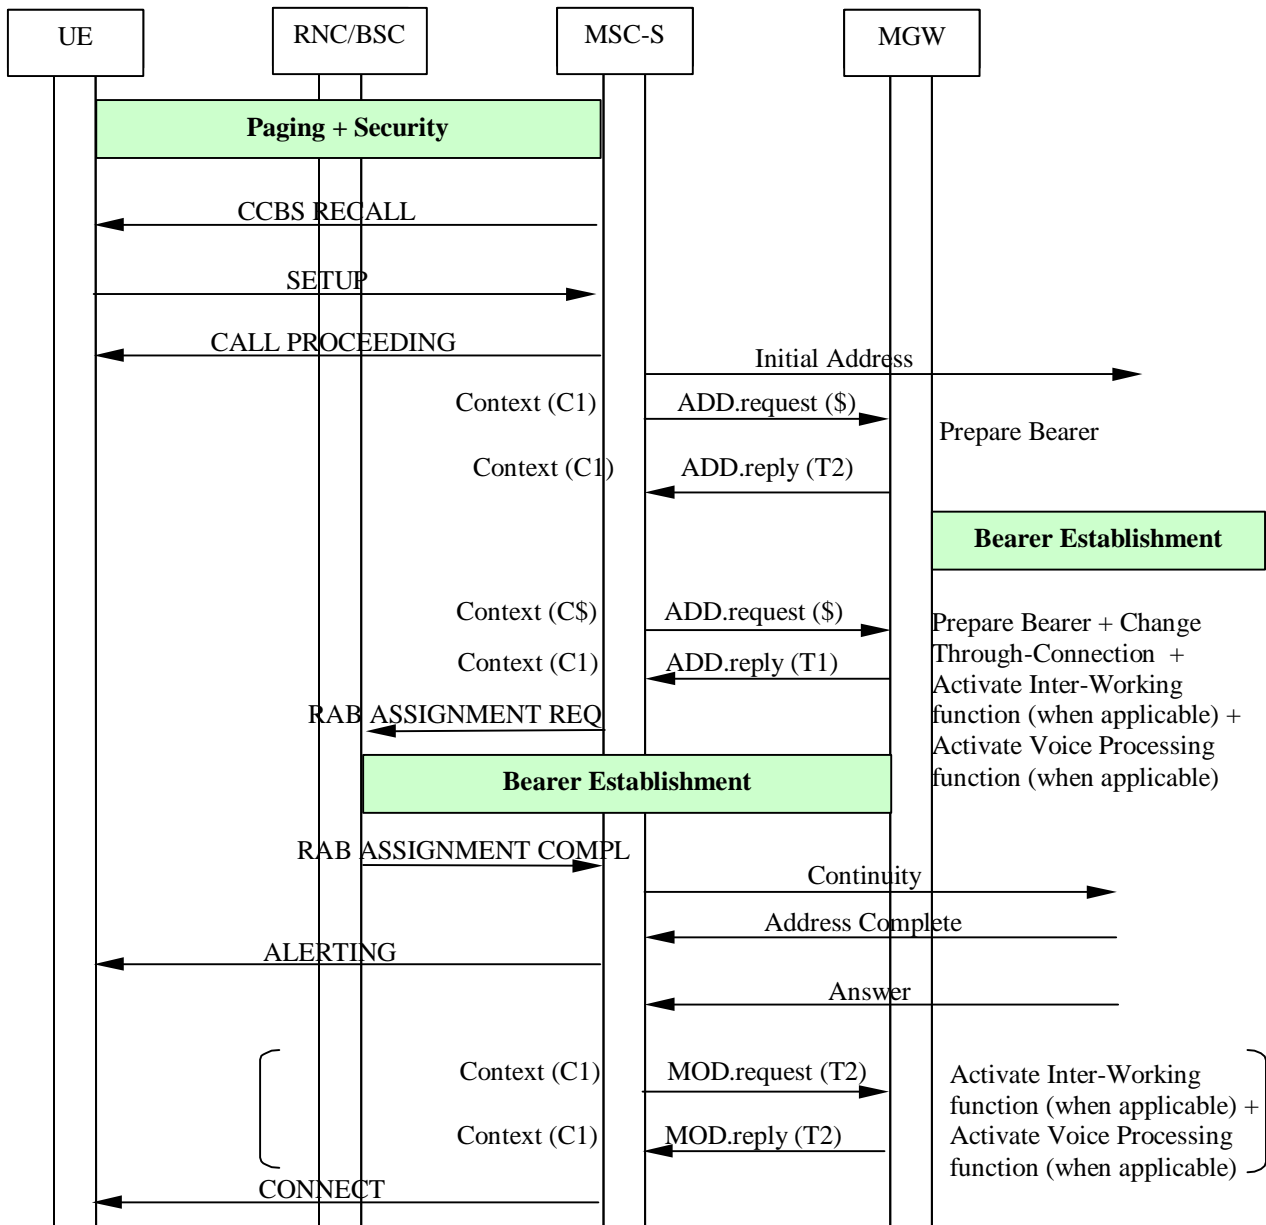 UE
RNC/BSC
MSC-S
MGW
Paging + Security
CCBS RECALL
SETUP
CALL PROCEEDING
Initial Address
Context (C1)
ADD.request ($)
Prepare Bearer
Context (C1)
ADD.reply (T2)
Bearer Establishment
Context (C$)
ADD.request ($)
Context (C1)
ADD.reply (T1)
Prepare Bearer + Change
Through-Connection +
Activate Inter-Working
function (when applicable) +
Activate Voice Processing
function (when applicable)
RAB ASSIGNMENT REQ
Bearer Establishment
RAB ASSIGNMENT COMPL
Continuity
Address Complete
ALERTING
Answer
Context (C1)
MOD.request (T2)
Context (C1)
MOD.reply (T2)
Activate Inter-Working
function (when applicable) +
Activate Voice Processing
function (when applicable)
CONNECT